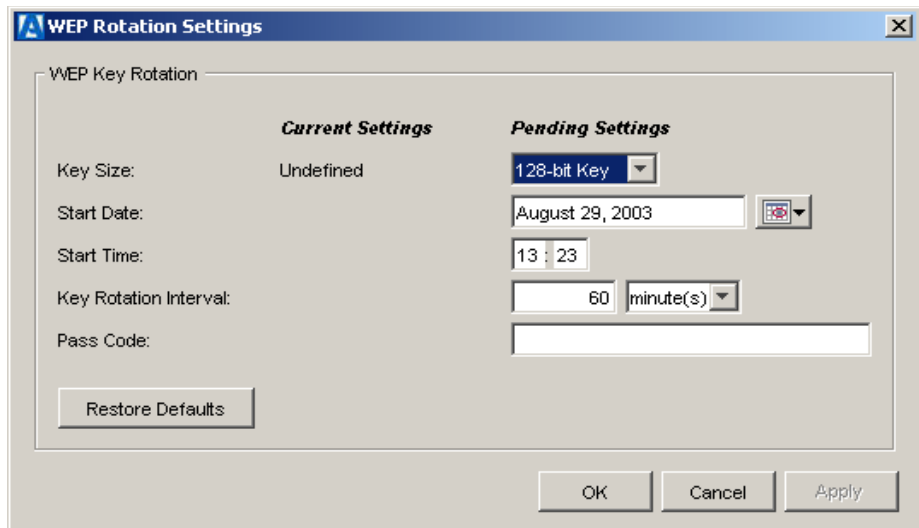 WEP Rotation Settings
WEP Key Rotation
Current Settings Pending Settings
Key Size: Undefined 128-bit Key
Start Date: August 29, 2003
Start Time: 13 : 23
Key Rotation Interval: 60 minute(s)
Pass Code:
Restore Defaults
OK Cancel Apply